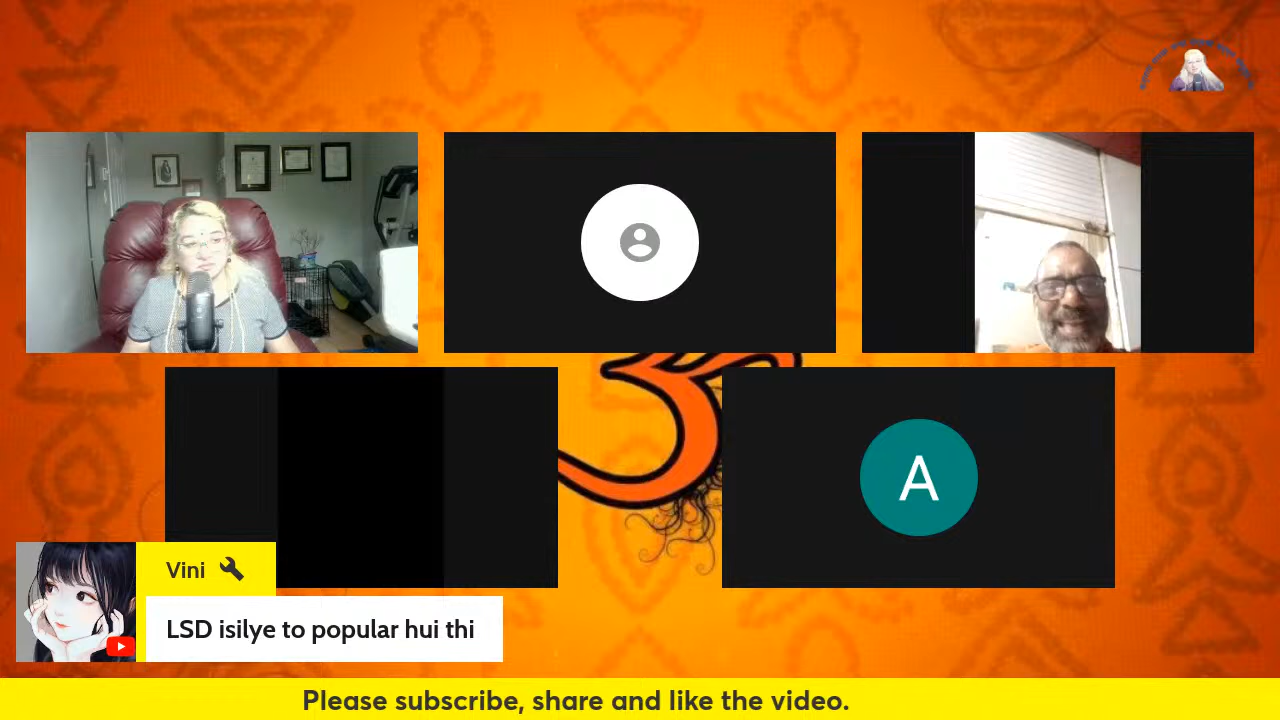 A
Vini
LSD isilye to popular hui thi
Please subscribe, share and like the video.